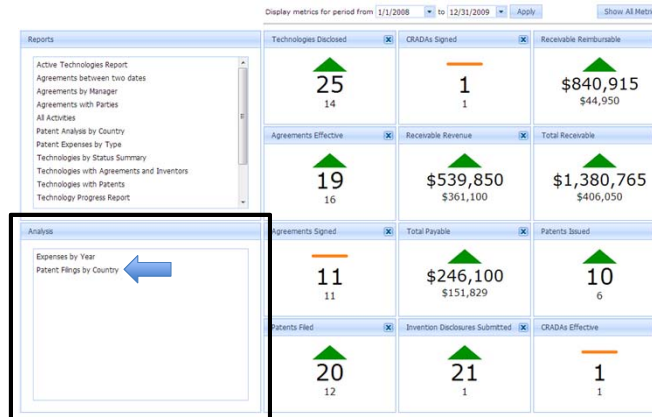 Display metrics for period from 1/1/2008 to 12/31/2009 Apply Show All Metri
Reports
Active Technologies Report
Agreements between two dates
Agreements by Manager
Agreements with Parties
All Activities
Patent Analysis by Country
Patent Expenses by Type
Technologies by Status Summary
Technologies with Agreements and Inventors
Technologies with Patents
Technology Progress Report
Technologies Disclosed
25
14
CRADAs Signed
1
1
Receivable Reimbursable
$840,915
$44,950
Agreements Effective
19
16
Receivable Revenue
$539,850
$361,100
Total Receivable
$1,380,765
$406,050
Analysis
Expenses by Year
Patent Filings by Country
Agreements Signed
11
11
Total Payable
$246,100
$151,829
Patents Issued
10
6
Patents Filed
20
12
Invention Disclosures Submitted
21
1
CRADAs Effective
1
1